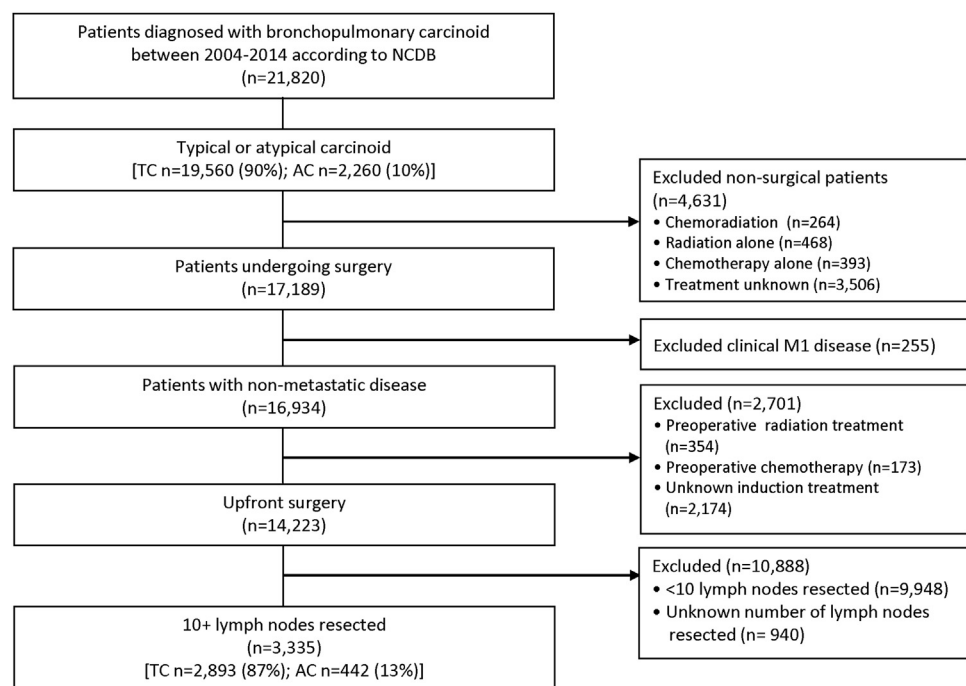 Patients diagnosed with bronchopulmonary carcinoid
between 2004-2014 according to NCDB
(n=21,820)
Typical or atypical carcinoid
[TC n=19,560 (90%); AC n=2,260 (10%)]
Excluded non-surgical patients
(n=4,631)
• Chemoradiation (n=264)
• Radiation alone (n=468)
• Chemotherapy alone (n=393)
• Treatment unknown (n=3,506)
Patients undergoing surgery
(n=17,189)
Excluded clinical M1 disease (n=255)
Patients with non-metastatic disease
(n=16,934)
Excluded (n=2,701)
• Preoperative radiation treatment
(n=354)
• Preoperative chemotherapy (n=173)
• Unknown induction treatment
(n=2,174)
Upfront surgery
(n=14,223)
Excluded (n=10,888)
• <10 lymph nodes resected (n=9,948)
• Unknown number of lymph nodes
resected (n= 940)
10+ lymph nodes resected
(n=3,335)
[TC n=2,893 (87%); AC n=442 (13%)]